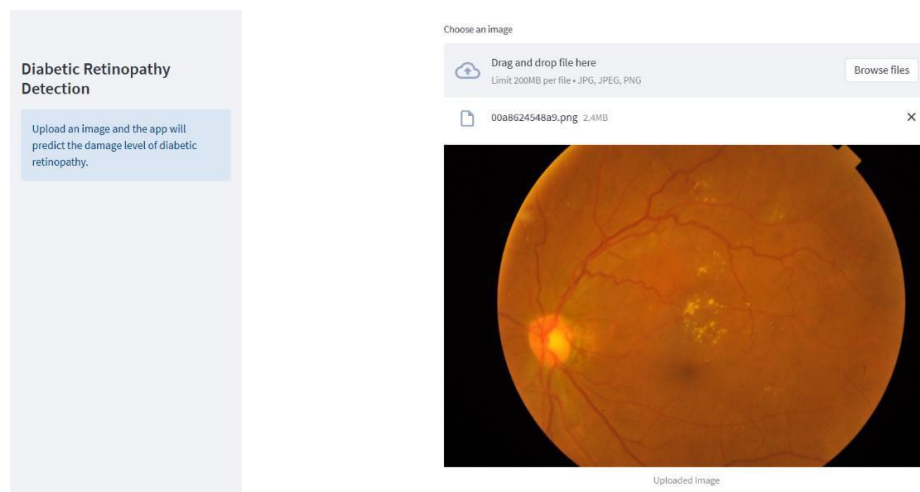 Diabetic Retinopathy
Detection
Upload an image and the app will
predict the damage level of diabetic
retinopathy.
Choose an image
Drag and drop file here
Limit 200MB per file • JPG, JPEG, PNG
Browse files
00a8624548a9.png 2.4MB
Uploaded Image